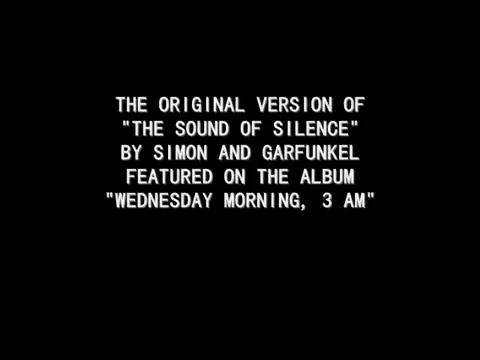 THE ORIGINAL VERSION OF
"THE SOUND OF SILENCE"
BY SIMON AND GARFUNKEL
FEATURED ON THE ALBUM
"WEDNESDAY MORNING, 3 AM"